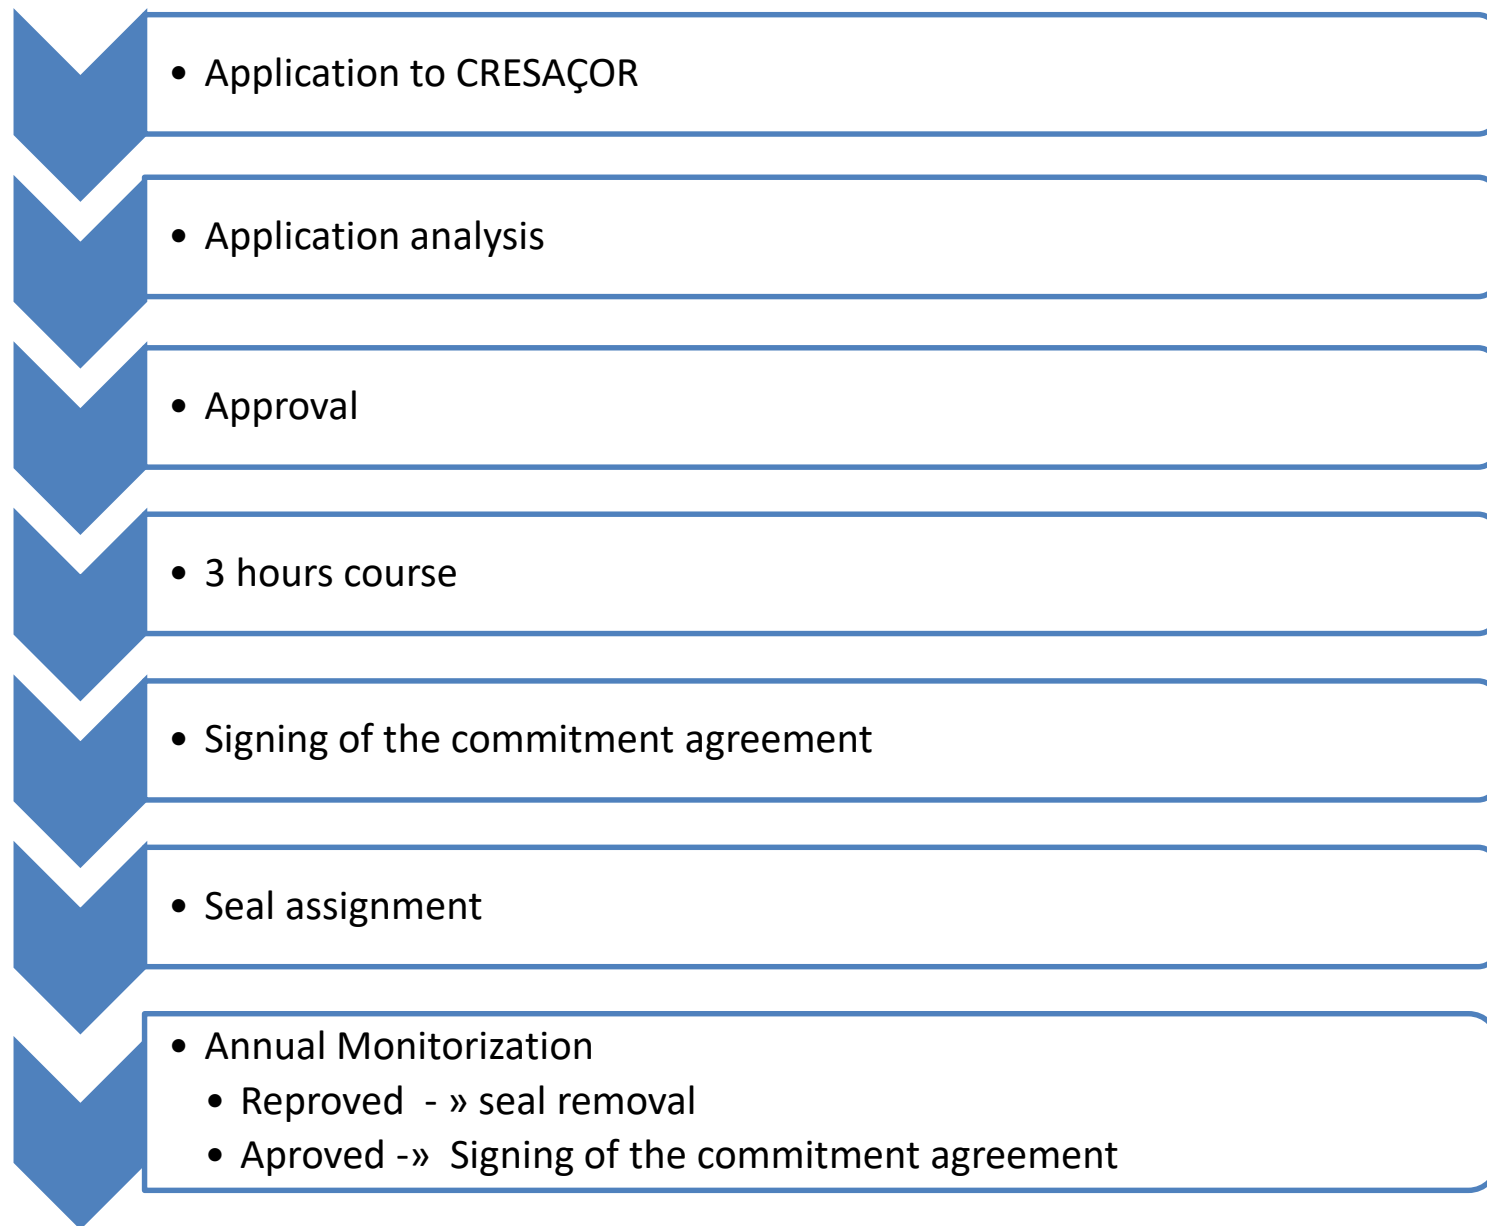 • Application to CRESAÇOR
• Application analysis
• Approval
• 3 hours course
• Signing of the commitment agreement
• Seal assignment
• Annual Monitorization
• Reproved - » seal removal
• Aproved -» Signing of the commitment agreement